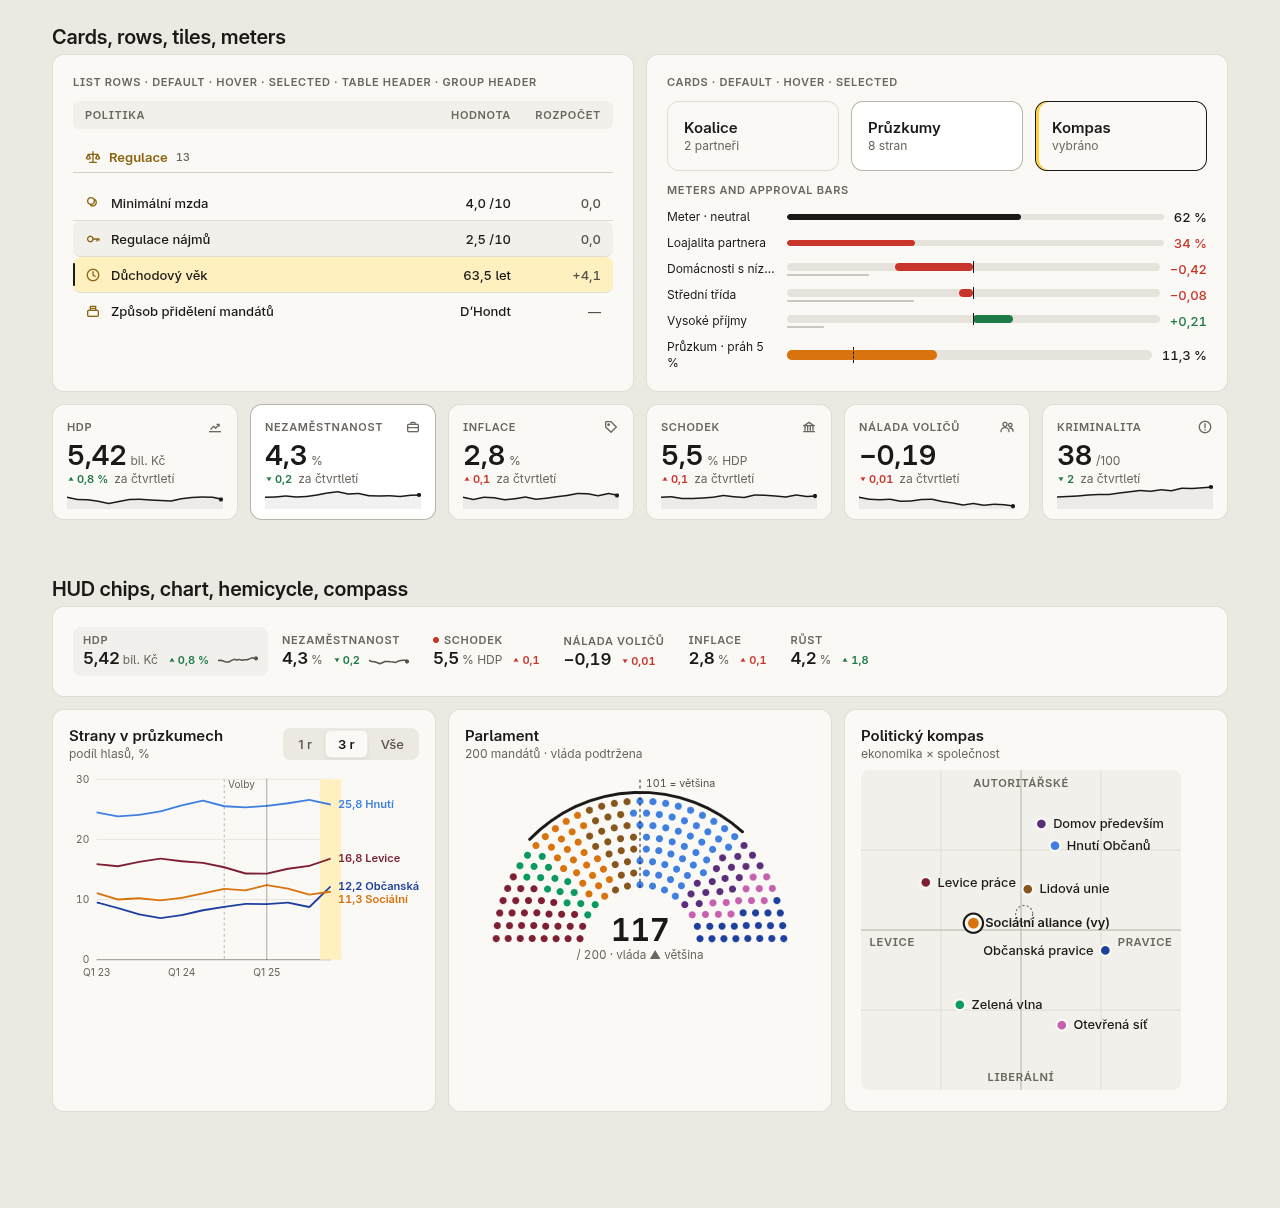 Cards, rows, tiles, meters
LIST ROWS · DEFAULT · HOVER · SELECTED · TABLE HEADER · GROUP HEADER
POLITIKA HODNOTA ROZPOČET
Regulace 13
Minimální mzda 4,0 /10 0,0
Regulace nájmů 2,5 /10 0,0
Důchodový věk 63,5 let +4,1
Způsob přidělení mandátů D’Hondt —
CARDS · DEFAULT · HOVER · SELECTED
Koalice
2 partneři
Průzkumy
8 stran
Kompas
vybráno
METERS AND APPROVAL BARS
Meter · neutral 62 %
Loajalita partnera 34 %
Domácnosti s níz… −0,42
Střední třída −0,08
Vysoké příjmy +0,21
Průzkum · práh 5
% 11,3 %
HDP
5,42 bil. Kč
▲ 0,8 % za čtvrtletí
NEZAMĚSTNANOST
4,3 %
▼ 0,2 za čtvrtletí
INFLACE
2,8 %
▲ 0,1 za čtvrtletí
SCHODEK
5,5 % HDP
▲ 0,1 za čtvrtletí
NÁLADA VOLIČŮ
−0,19
▼ 0,01 za čtvrtletí
KRIMINALITA
38 /100
▼ 2 za čtvrtletí
HUD chips, chart, hemicycle, compass
HDP
5,42 bil. Kč ▲ 0,8 %
NEZAMĚSTNANOST
4,3 % ▼ 0,2
SCHODEK
5,5 % HDP ▲ 0,1
NÁLADA VOLIČŮ
−0,19 ▼ 0,01
INFLACE
2,8 % ▲ 0,1
RŮST
4,2 % ▲ 1,8
Strany v průzkumech
podíl hlasů, %
1 r 3 r Vše
30
Volby
25,8 Hnutí
20
16,8 Levice
12,2 Občanská
10
11,3 Sociální
0
Q1 23 Q1 24 Q1 25
Parlament
200 mandátů · vláda podtržena
101 = většina
117
/ 200 · vláda ▲ většina
Politický kompas
ekonomika × společnost
AUTORITÁŘSKÉ
Domov především
Hnutí Občanů
Levice práce
Lidová unie
Sociální aliance (vy)
LEVICE
PRAVICE
Občanská pravice
Zelená vlna
Otevřená síť
LIBERÁLNÍ